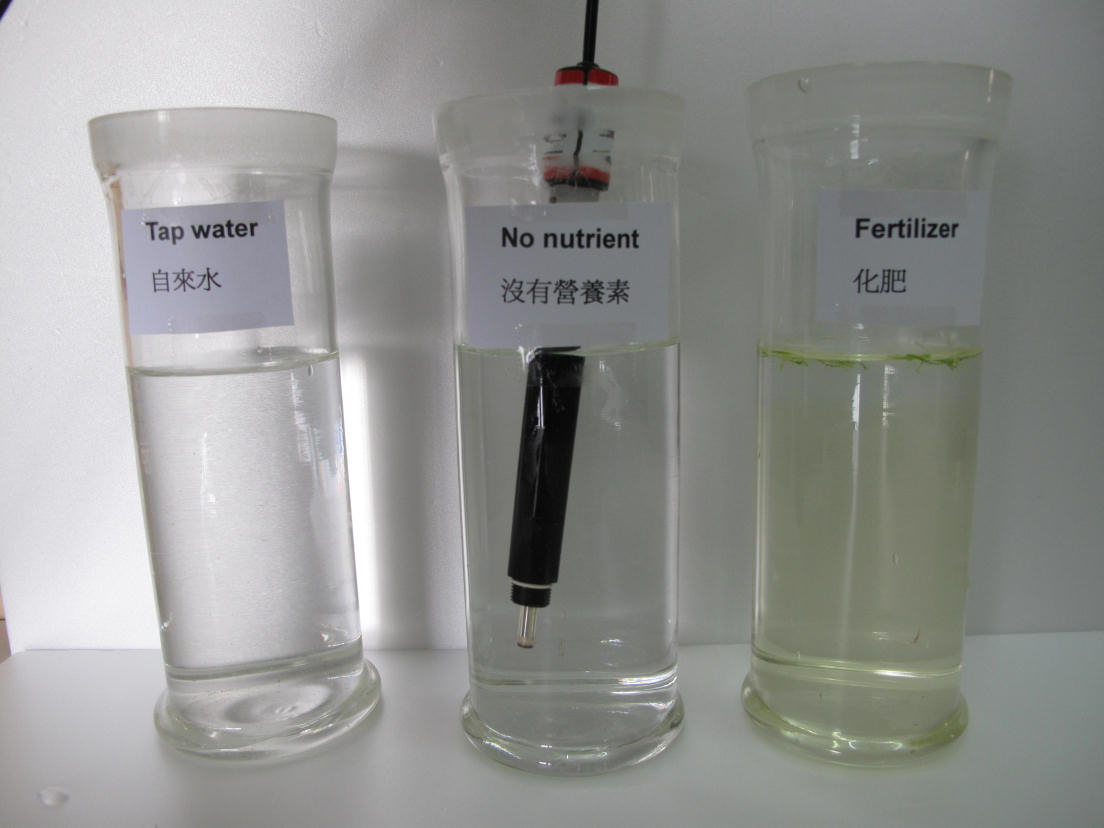 Tap water
自來水
No nutrient
沒有營養素
Fertilizer
化肥